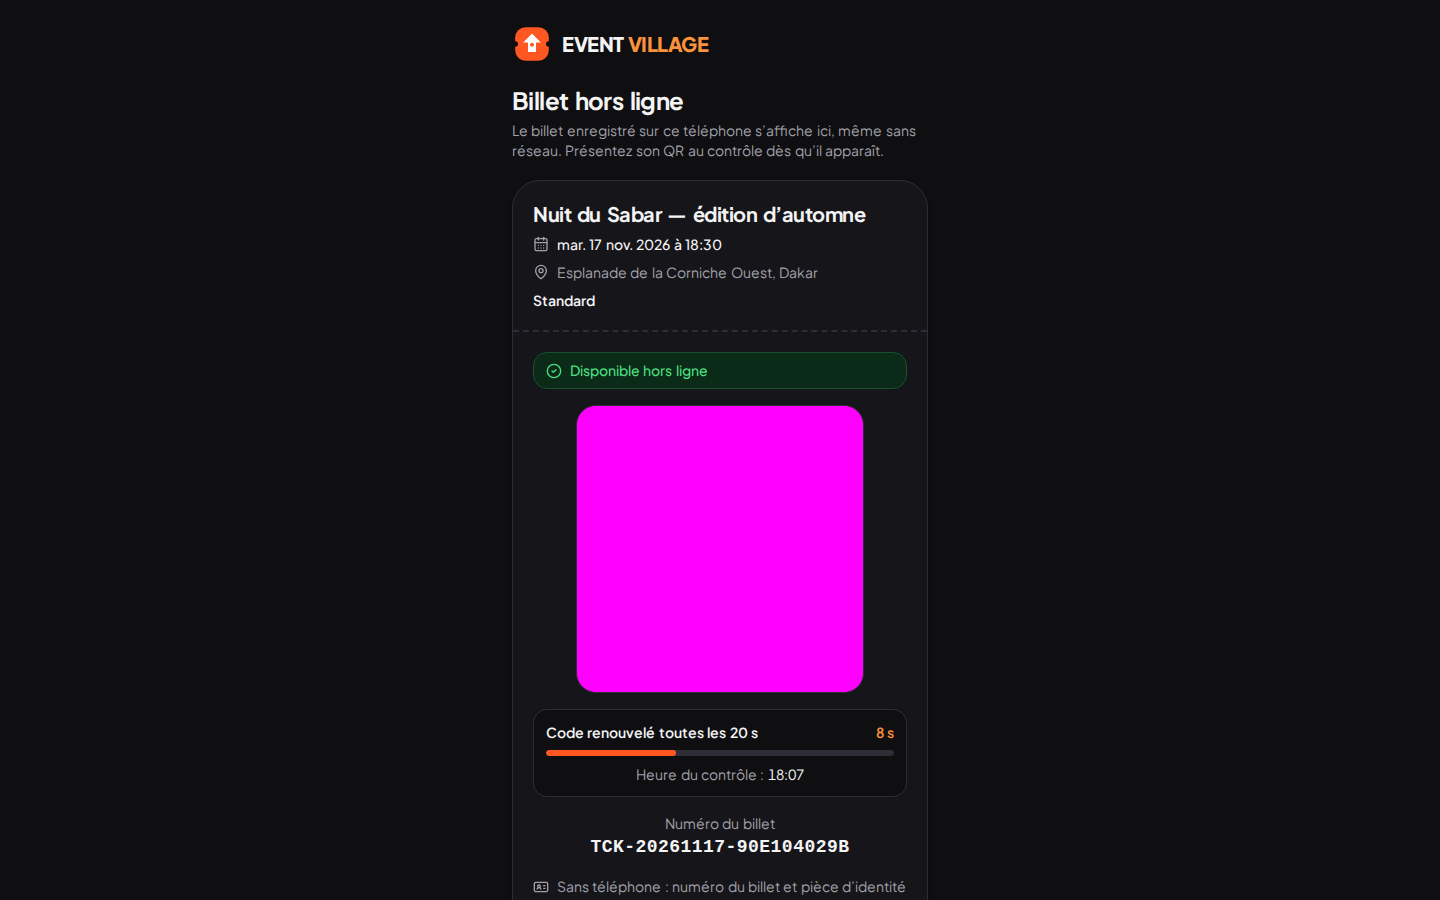 EVENT VILLAGE
Billet hors ligne
Le billet enregistré sur ce téléphone s’affiche ici, même sans
réseau. Présentez son QR au contrôle dès qu’il apparaît.
Nuit du Sabar — édition d’automne
mar. 17 nov. 2026 à 18:30
Esplanade de la Corniche Ouest, Dakar
Standard
Disponible hors ligne
Code renouvelé toutes les 20 s 8 s
Heure du contrôle : 18:07
Numéro du billet
TCK-20261117-90E104029B
Sans téléphone : numéro du billet et pièce d’identité